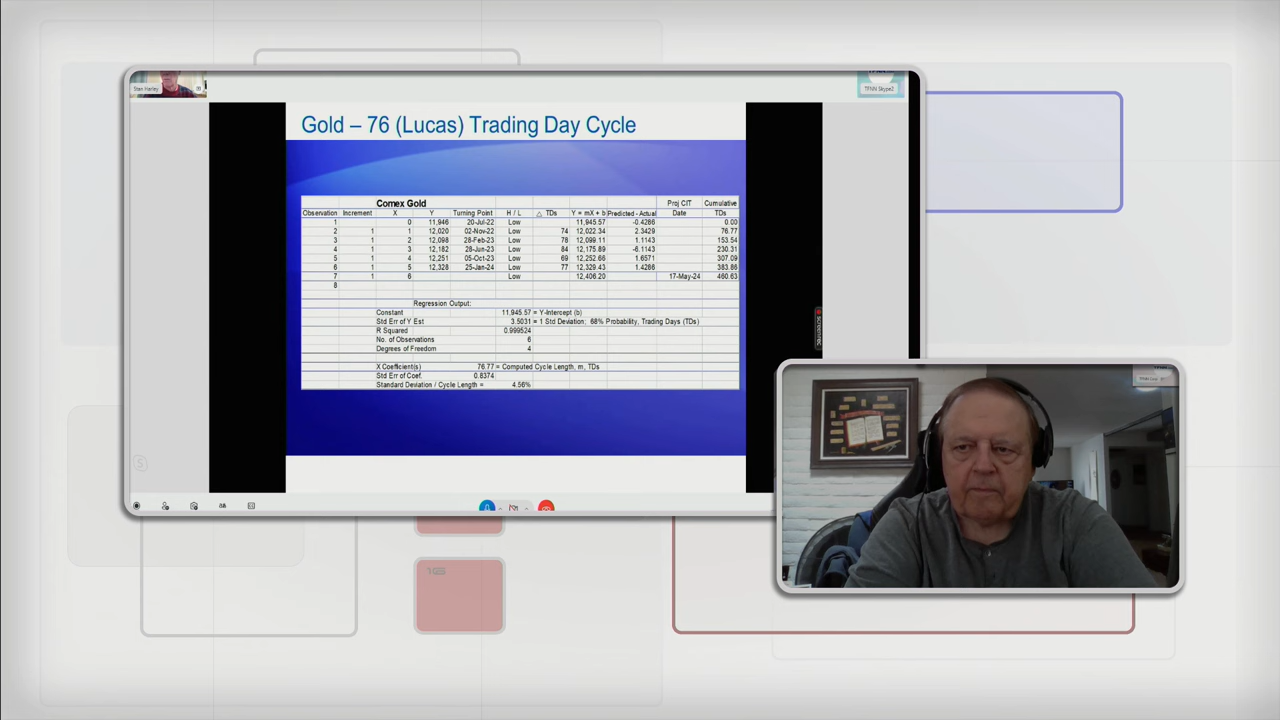 Stan Harley
TFNN Skype2
Gold – 76 (Lucas) Trading Day Cycle
Comex Gold Proj CIT Cumulative
Observation Increment X Y Turning Point H / L △ TDs Y = mX + b Predicted - Actual Date TDs
1 0 11,946 20-Jul-22 Low 11,945.57 -0.4286 0.00
2 1 1 12,020 02-Nov-22 Low 74 12,022.34 2.3429 76.77
3 1 2 12,098 28-Feb-23 Low 78 12,099.11 1.1143 153.54
4 1 3 12,182 28-Jun-23 Low 84 12,175.89 -6.1143 230.31
5 1 4 12,251 05-Oct-23 Low 69 12,252.66 1.6571 307.09
6 1 5 12,328 25-Jan-24 Low 77 12,329.43 1.4286 383.86
7 1 6 Low 12,406.20 17-May-24 460.63
8
Regression Output:
Constant 11,945.57 = Y-Intercept (b)
Std Err of Y Est 3.5031 = 1 Std Deviation; 68% Probability, Trading Days (TDs)
R Squared 0.999524
No. of Observations 6
Degrees of Freedom 4
X Coefficient(s) 76.77 = Computed Cycle Length, m, TDs
Std Err of Coef. 0.8374
Standard Deviation / Cycle Length = 4.56%